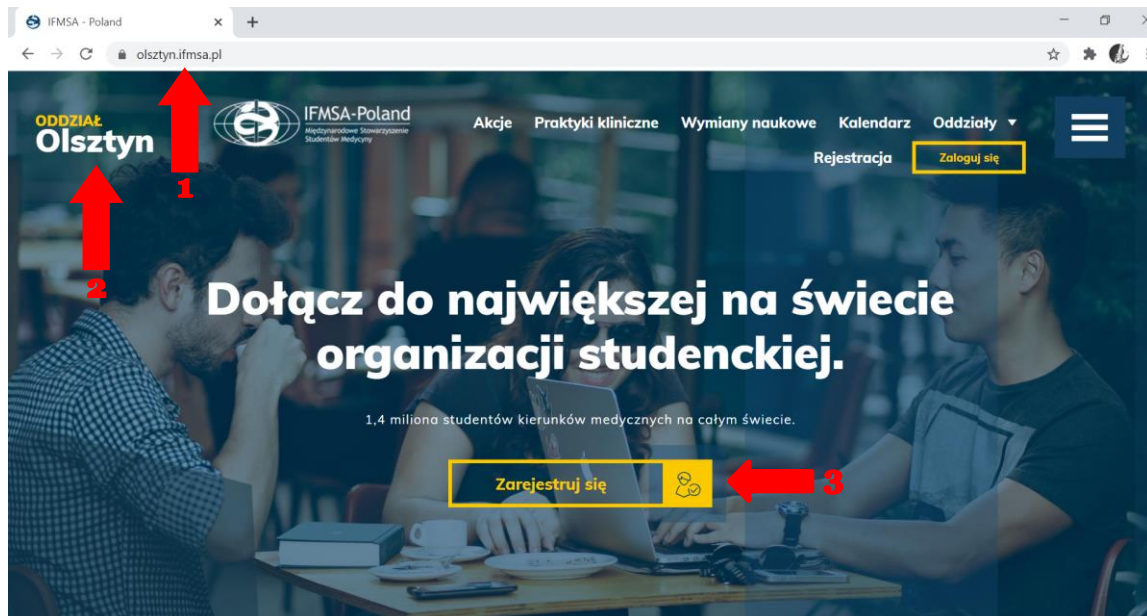 IFMSA - Poland
olsztyn.ifmsa.pl
ODDZIAŁ
Olsztyn
IFMSA-Poland
Międzynarodowe Stowarzyszenie
Studentów Medycyny
Akcje Praktyki kliniczne Wymiany naukowe Kalendarz Oddziały
Rejestracja Zaloguj się
1
2
Dołącz do największej na świecie
organizacji studenckiej.
1,4 miliona studentów kierunków medycznych na całym świecie.
Zarejestruj się
3